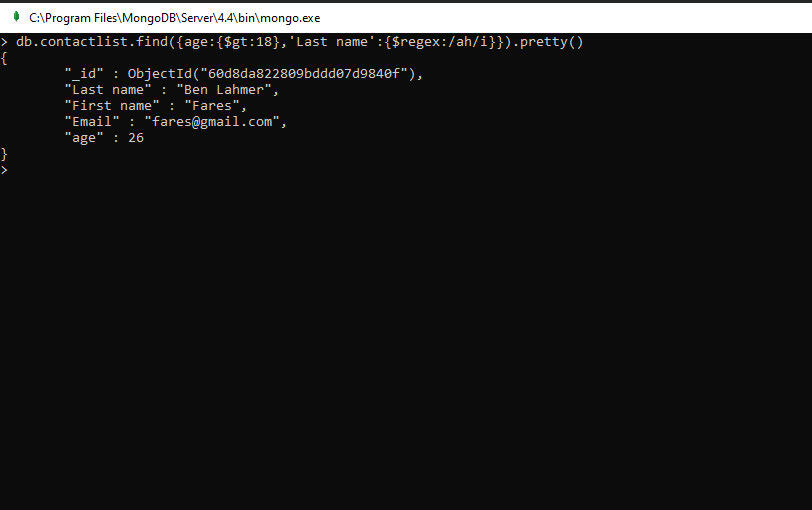 C:\Program Files\MongoDB\Server\4.4\bin\mongo.exe
> db.contactlist.find({age:{$gt:18},'Last name':{$regex:/ah/i}}).pretty()
{
        "_id" : ObjectId("60d8da822809bddd07d9840f"),
        "Last name" : "Ben Lahmer",
        "First name" : "Fares",
        "Email" : "fares@gmail.com",
        "age" : 26
}
>